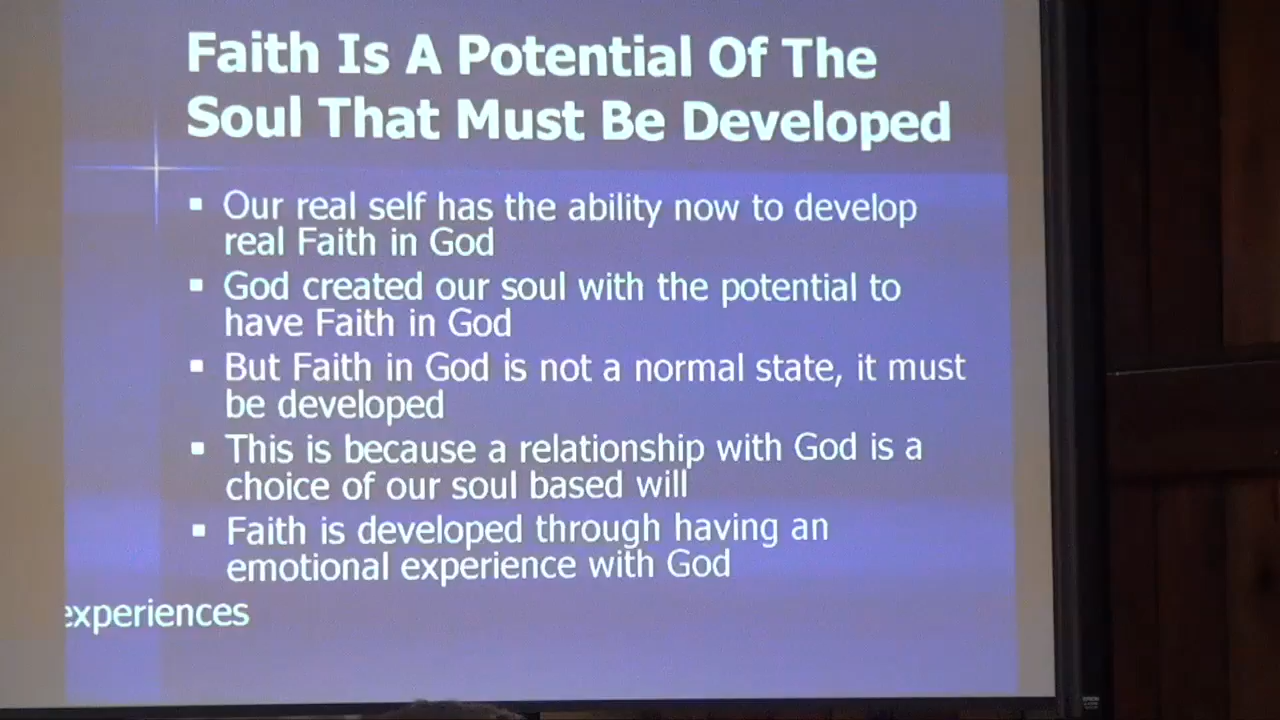 Faith Is A Potential Of The
Soul That Must Be Developed
▪ Our real self has the ability now to develop
real Faith in God
▪ God created our soul with the potential to
have Faith in God
▪ But Faith in God is not a normal state, it must
be developed
▪ This is because a relationship with God is a
choice of our soul based will
▪ Faith is developed through having an
emotional experience with God
experiences